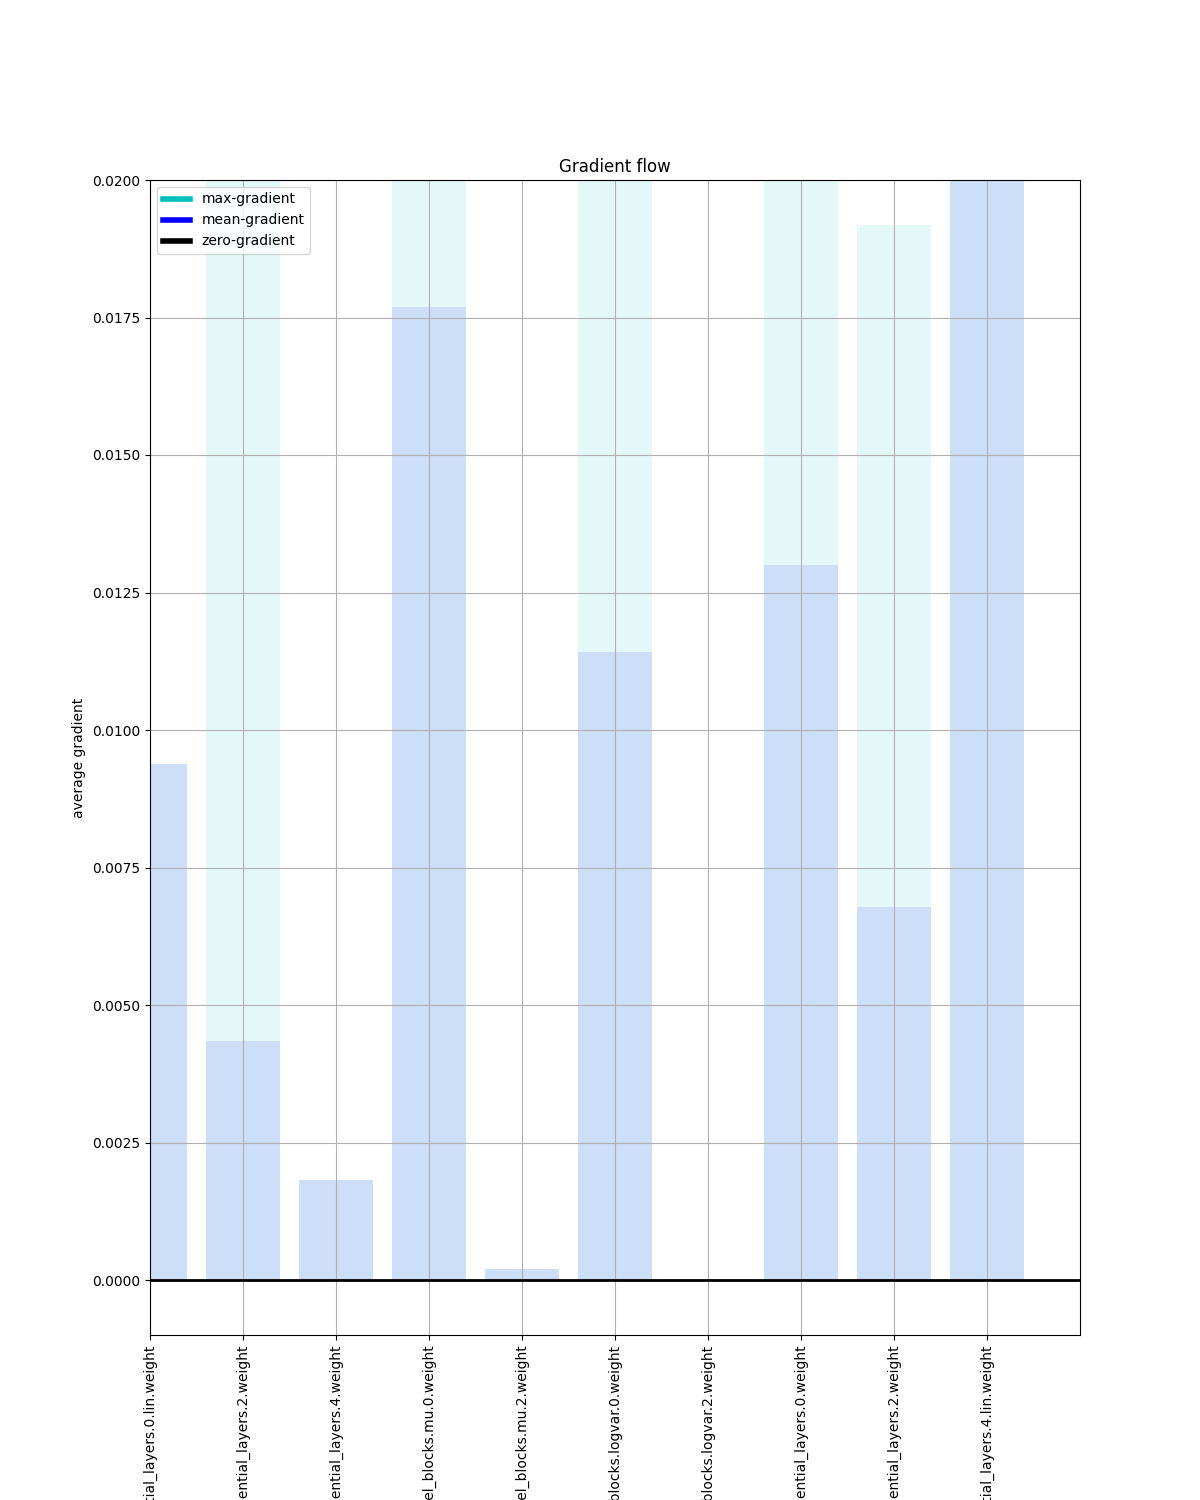 Gradient flow
max-gradient
mean-gradient
zero-gradient
0.0200
0.0175
0.0150
0.0125
0.0100
0.0075
0.0050
0.0025
0.0000
average gradient
tial_layers.0.lin.weight
ential_layers.2.weight
ential_layers.4.weight
el_blocks.mu.0.weight
el_blocks.mu.2.weight
blocks.logvar.0.weight
blocks.logvar.2.weight
ential_layers.0.weight
ential_layers.2.weight
tial_layers.4.lin.weight